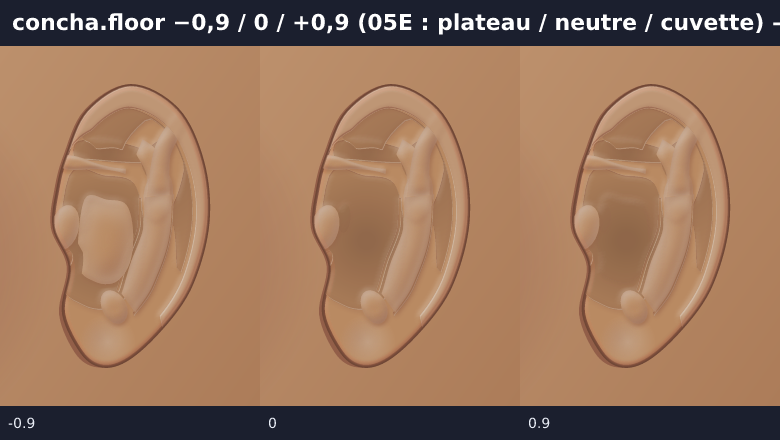 concha.floor −0,9 / 0 / +0,9 (05E : plateau / neutre / cuvette) –
-0.9
0
0.9